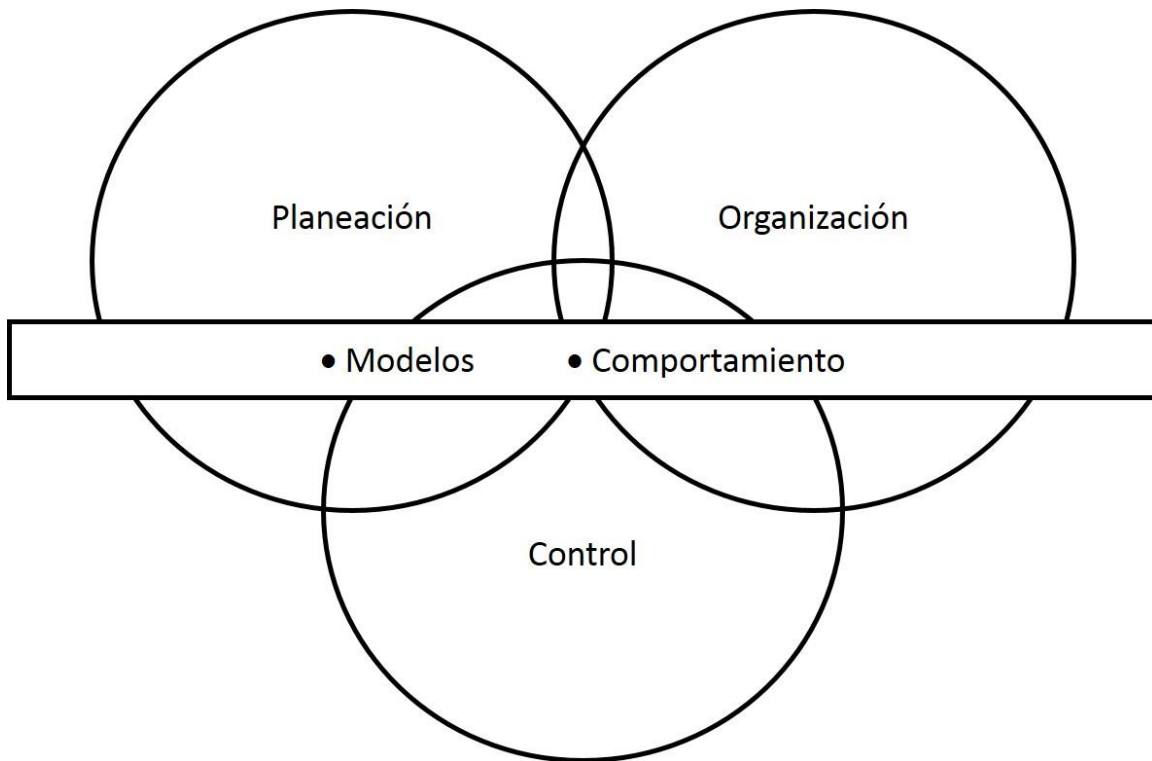 Planeación
Organización
• Modelos • Comportamiento
Control